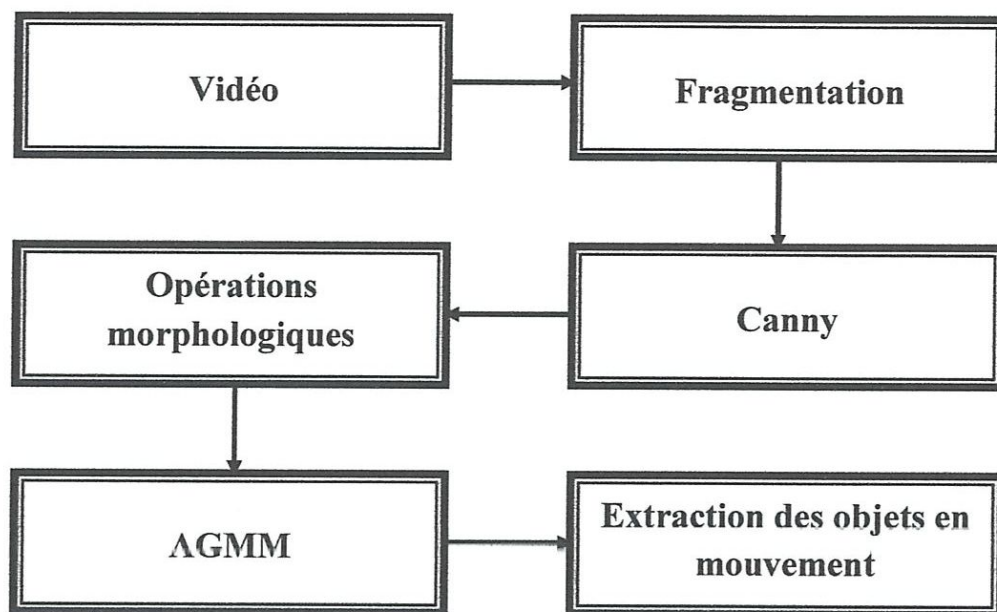 Vidéo
Fragmentation
Canny
Opérations
morphologiques
AGMM
Extraction des objets en
mouvement